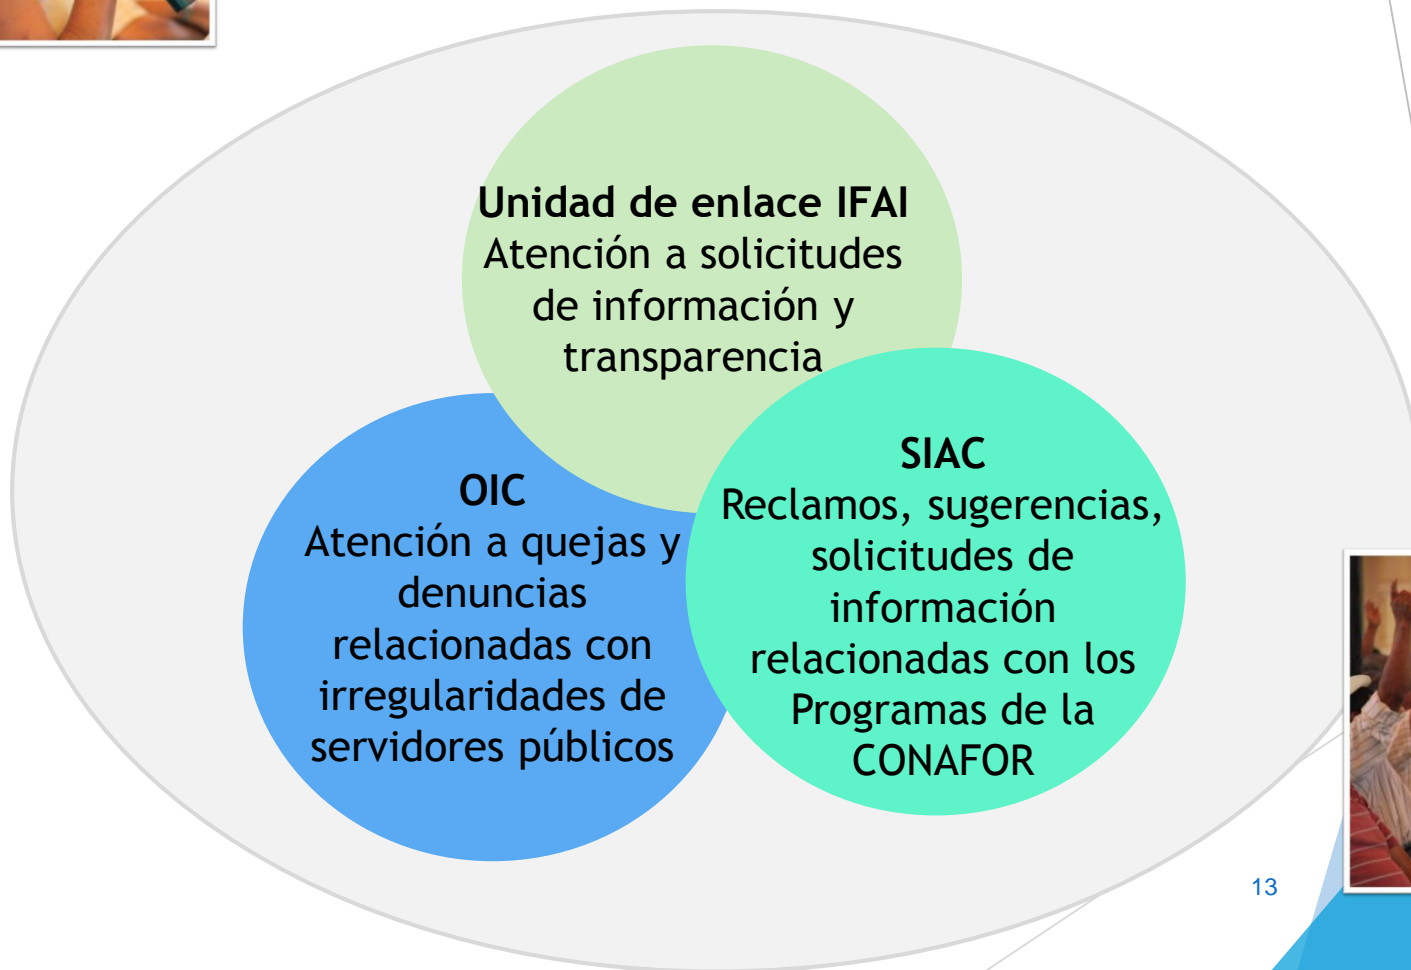 Unidad de enlace IFAI
Atención a solicitudes
de información y
transparencia
OIC
Atención a quejas y
denuncias
relacionadas con
irregularidades de
servidores públicos
SIAC
Reclamos, sugerencias,
solicitudes de
información
relacionadas con los
Programas de la
CONAFOR
13